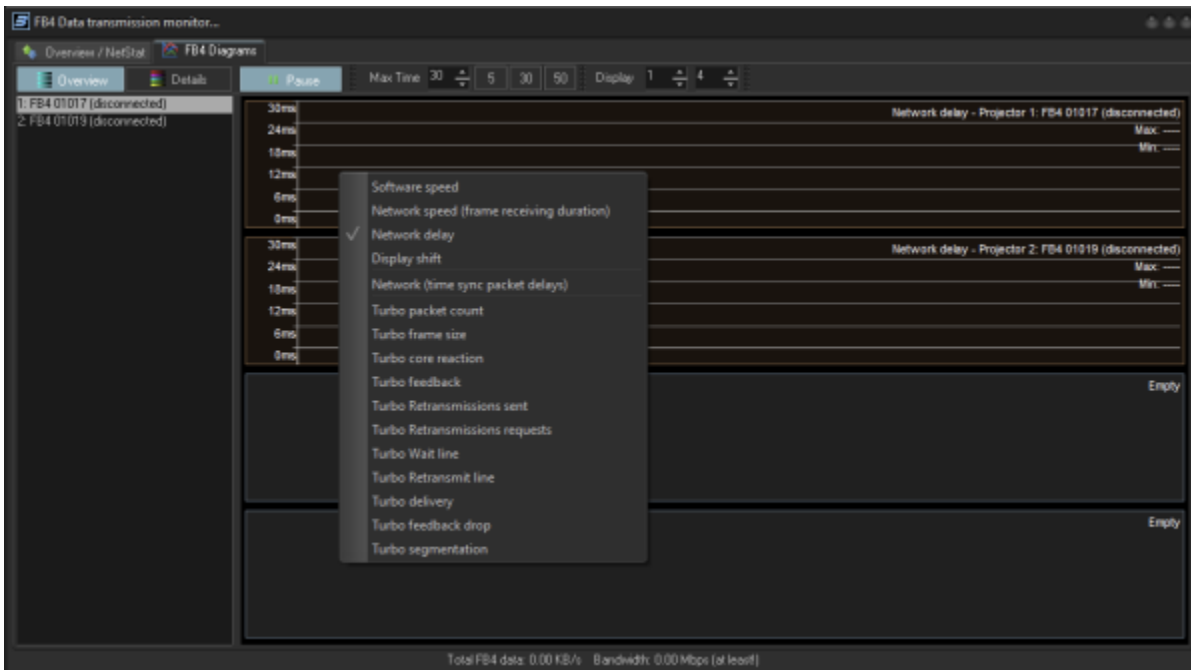 FB4 Data transmission monitor...
Overview / NetStat FB4 Diagrams
Overview Details Pause Max Time 30 5 30 50 Display 1 4
1: FB4 01017 (disconnected)
2: FB4 01019 (disconnected)
30ms Network delay - Projector 1: FB4 01017 (disconnected)
24ms Max: ----
18ms Min: ----
12ms
6ms
0ms
30ms Network delay - Projector 2: FB4 01019 (disconnected)
24ms Max: ----
18ms Min: ----
12ms
6ms
0ms
Software speed
Network speed (frame receiving duration)
Network delay
Display shift
Network (time sync packet delays)
Turbo packet count
Turbo frame size
Turbo core reaction
Turbo feedback
Turbo Retransmissions sent
Turbo Retransmissions requests
Turbo Wait line
Turbo Retransmit line
Turbo delivery
Turbo feedback drop
Turbo segmentation
Empty
Empty
Total FB4 data: 0.00 KB/s Bandwidth: 0.00 Mbps (at least!)